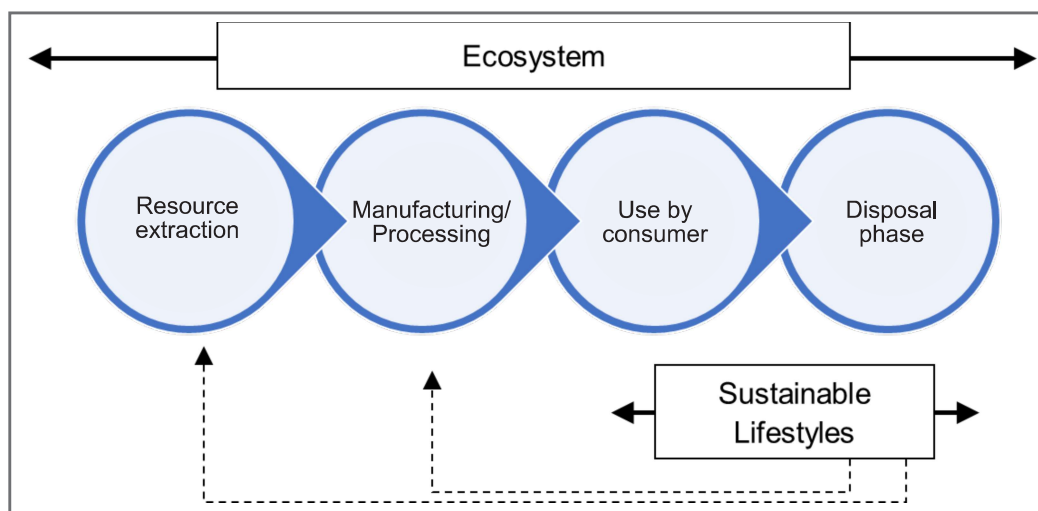 Ecosystem
Resource
extraction
Manufacturing/
Processing
Use by
consumer
Disposal
phase
Sustainable
Lifestyles